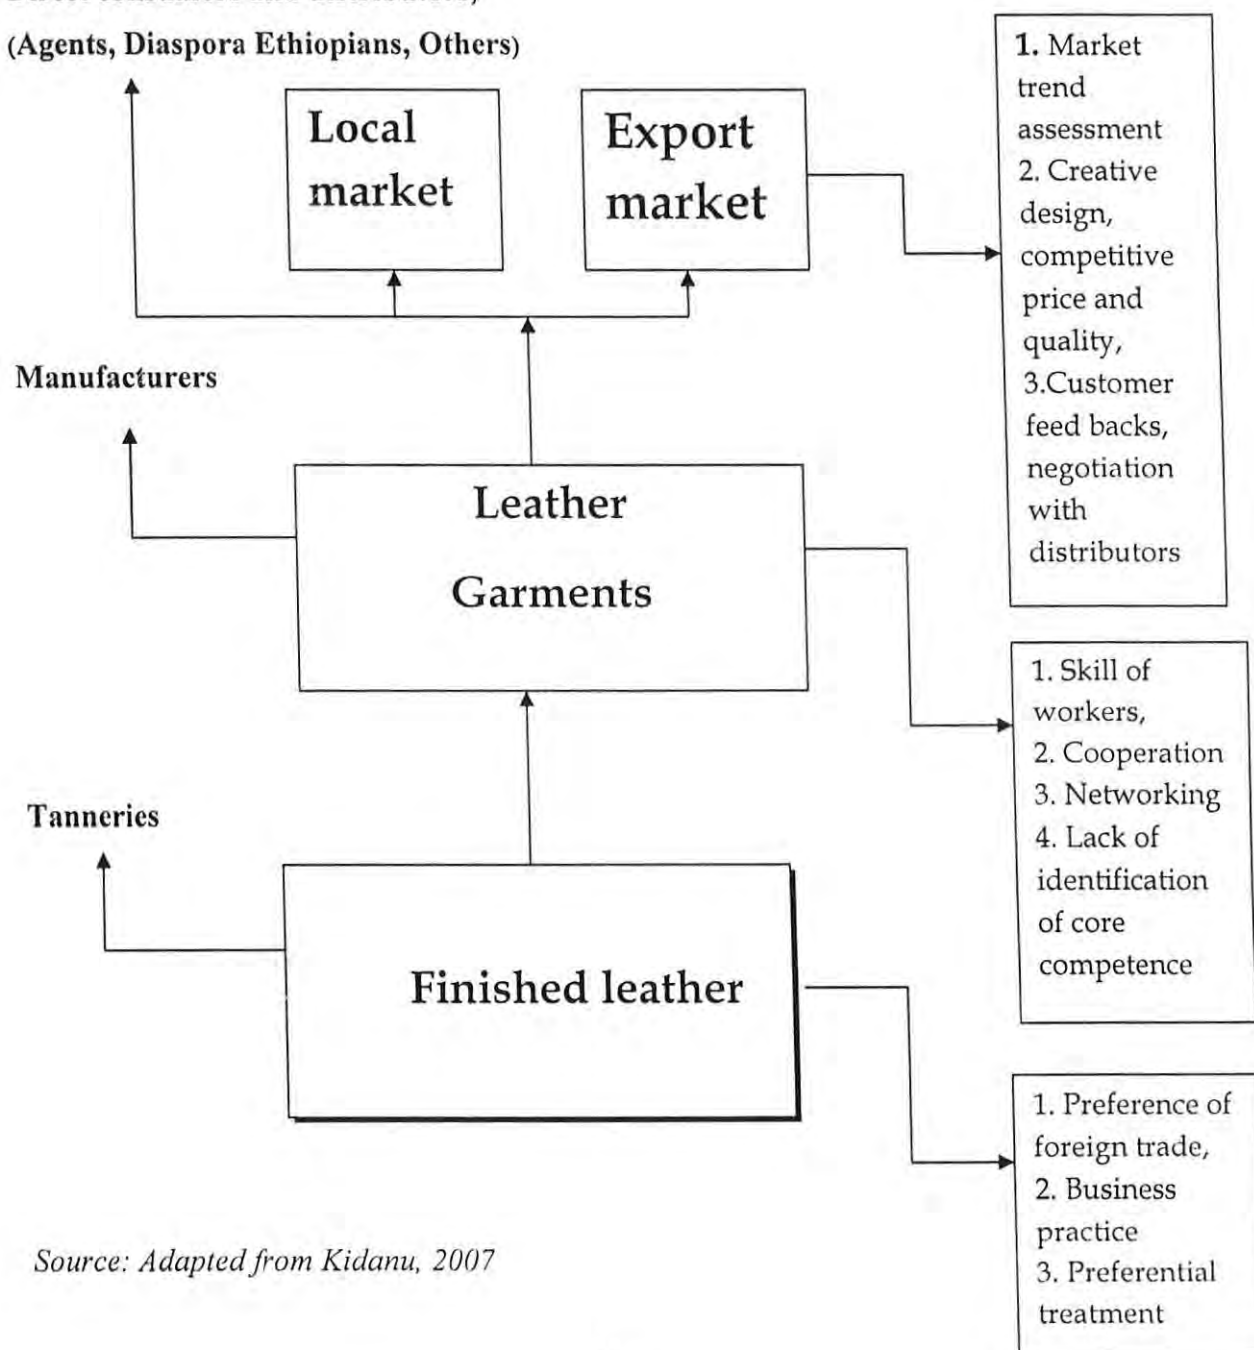 (Agents, Diaspora Ethiopians, Others)
Local
market
Export
market
1. Market
trend
assessment
2. Creative
design,
competitive
price and
quality,
3.Customer
feed backs,
negotiation
with
distributors
Manufacturers
Leather
Garments
1. Skill of
workers,
2. Cooperation
3. Networking
4. Lack of
identification
of core
competence
Tanneries
Finished leather
1. Preference of
foreign trade,
2. Business
practice
3. Preferential
treatment
Source: Adapted from Kidanu, 2007